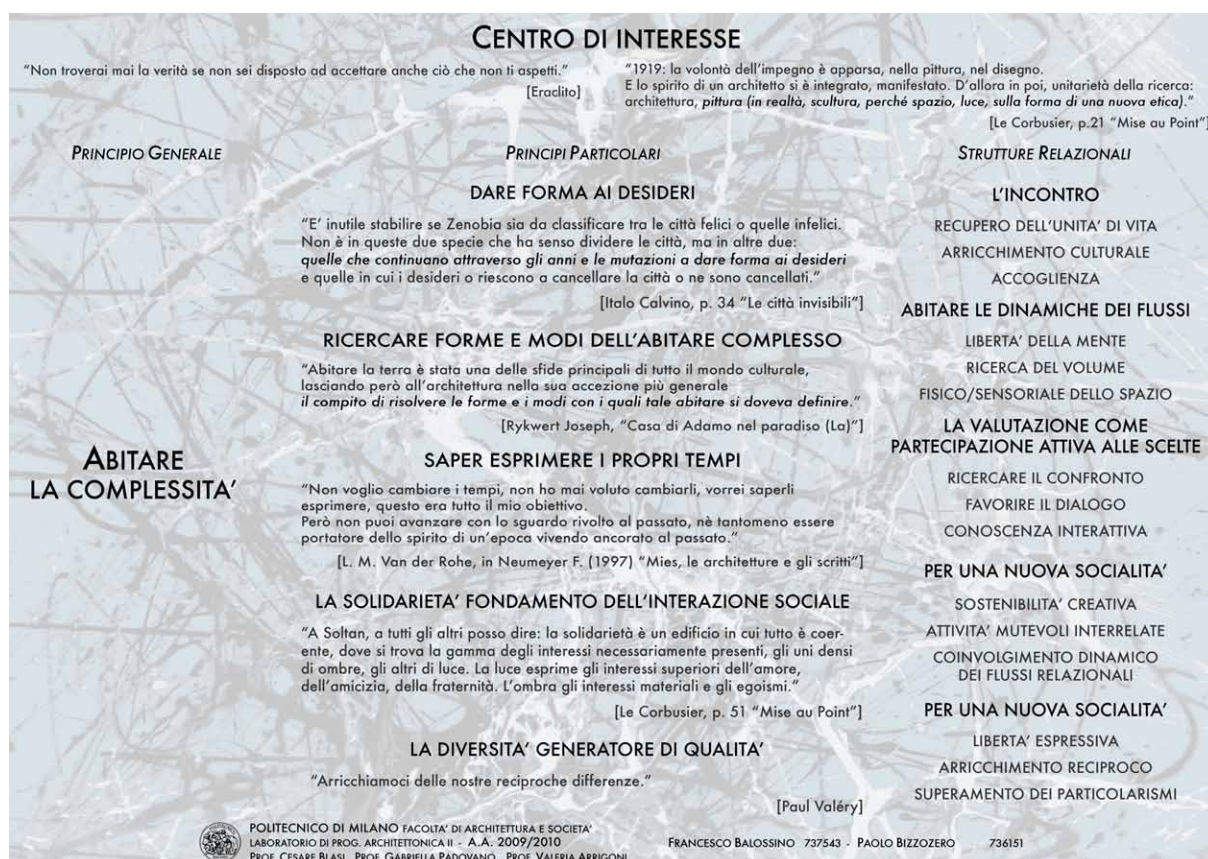 CENTRO DI INTERESSE
“Non troverai mai la verità se non sei disposto ad accettare anche ciò che non ti aspetti.”
[Eraclito]
“1919: la volontà dell’impegno è apparsa, nella pittura, nel disegno.
E lo spirito di un architetto si è integrato, manifestato. D’allora in poi, unitarietà della ricerca:
architettura, pittura (in realtà, scultura, perché spazio, luce, sulla forma di una nuova etica).“
[Le Corbusier, p.21 “Mise au Point”]
PRINCIPIO GENERALE
ABITARE
LA COMPLESSITA’
PRINCIPI PARTICOLARI
DARE FORMA AI DESIDERI
“E’ inutile stabilire se Zenobia sia da classificare tra le città felici o quelle infelici.
Non è in queste due specie che ha senso dividere le città, ma in altre due:
quelle che continuano attraverso gli anni e le mutazioni a dare forma ai desideri
e quelle in cui i desideri o riescono a cancellare la città o ne sono cancellati.”
[Italo Calvino, p. 34 “Le città invisibili”]
RICERCARE FORME E MODI DELL’ABITARE COMPLESSO
“Abitare la terra è stata una delle sfide principali di tutto il mondo culturale,
lasciando però all’architettura nella sua accezione più generale
il compito di risolvere le forme e i modi con i quali tale abitare si doveva definire.”
[Rykwert Joseph, “Casa di Adamo nel paradiso (La)”]
SAPER ESPRIMERE I PROPRI TEMPI
“Non voglio cambiare i tempi, non ho mai voluto cambiarli, vorrei saperli
esprimere, questo era tutto il mio obiettivo.
Però non puoi avanzare con lo sguardo rivolto al passato, nè tantomeno essere
portatore dello spirito di un’epoca vivendo ancorato al passato.”
[L. M. Van der Rohe, in Neumeyer F. (1997) “Mies, le architetture e gli scritti”]
LA SOLIDARIETA’ FONDAMENTO DELL’INTERAZIONE SOCIALE
“A Soltan, a tutti gli altri posso dire: la solidarietà è un edificio in cui tutto è coer-
ente, dove si trova la gamma degli interessi necessariamente presenti, gli uni densi
di ombre, gli altri di luce. La luce esprime gli interessi superiori dell’amore,
dell’amicizia, della fraternità. L’ombra gli interessi materiali e gli egoismi.”
[Le Corbusier, p. 51 “Mise au Point”]
LA DIVERSITA’ GENERATORE DI QUALITA’
“Arricchiamoci delle nostre reciproche differenze.”
[Paul Valéry]
STRUTTURE RELAZIONALI
L’INCONTRO
RECUPERO DELL’UNITA’ DI VITA
ARRICCHIMENTO CULTURALE
ACCOGLIENZA
ABITARE LE DINAMICHE DEI FLUSSI
LIBERTA’ DELLA MENTE
RICERCA DEL VOLUME
FISICO/SENSORIALE DELLO SPAZIO
LA VALUTAZIONE COME
PARTECIPAZIONE ATTIVA ALLE SCELTE
RICERCARE IL CONFRONTO
FAVORIRE IL DIALOGO
CONOSCENZA INTERATTIVA
PER UNA NUOVA SOCIALITA’
SOSTENIBILITA’ CREATIVA
ATTIVITA’ MUTEVOLI INTERRELATE
COINVOLGIMENTO DINAMICO
DEI FLUSSI RELAZIONALI
PER UNA NUOVA SOCIALITA’
LIBERTA’ ESPRESSIVA
ARRICCHIMENTO RECIPROCO
SUPERAMENTO DEI PARTICOLARISMI
POLITECNICO DI MILANO FACOLTA’ DI ARCHITETTURA E SOCIETA’
LABORATORIO DI PROG. ARCHITETTONICA II - A.A. 2009/2010
PROF. CESARE BLASI PROF. GABRIELLA PADOVANO PROF. VALERIA ARRIGONI
FRANCESCO BALOSSINO 737543 - PAOLO BIZZOZERO 736151